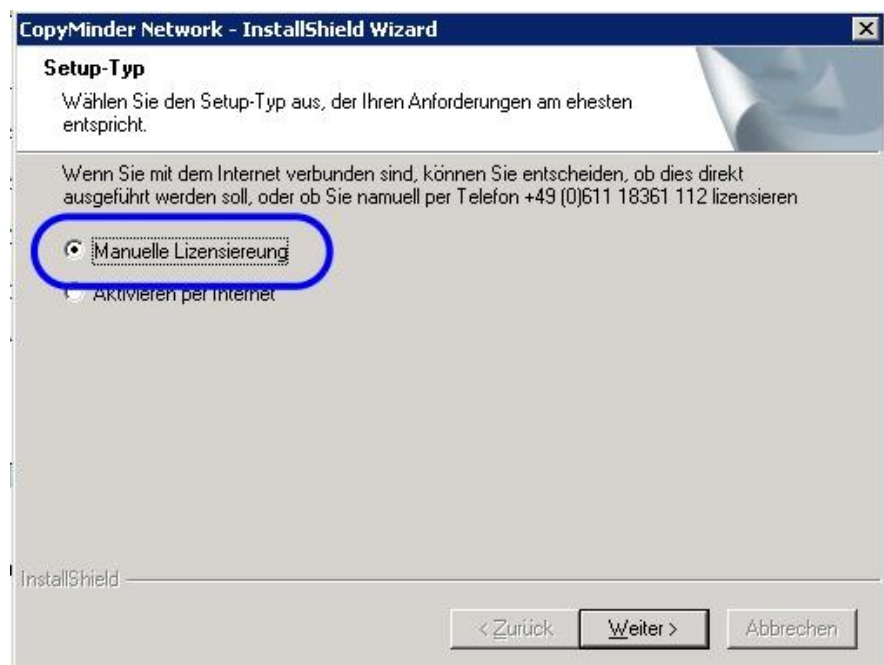 CopyMinder Network - InstallShield Wizard
Setup-Typ
Wählen Sie den Setup-Typ aus, der Ihren Anforderungen am ehesten
entspricht.
Wenn Sie mit dem Internet verbunden sind, können Sie entscheiden, ob dies direkt
ausgeführt werden soll, oder ob Sie namuell per Telefon +49 (0)611 18361 112 lizensieren
Manuelle Lizensiereung
Aktivieren per Internet
InstallShield
< Zurück Weiter > Abbrechen